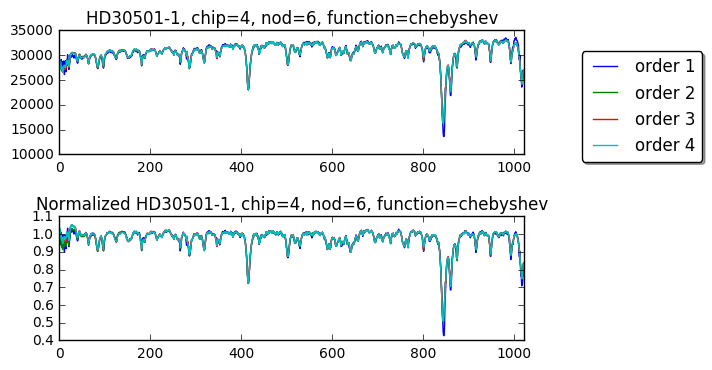 HD30501-1, chip=4, nod=6, function=chebyshev
35000
30000
25000
20000
15000
10000
0 200 400 600 800 1000
order 1
order 2
order 3
order 4
Normalized HD30501-1, chip=4, nod=6, function=chebyshev
1.1
1.0
0.9
0.8
0.7
0.6
0.5
0.4
0 200 400 600 800 1000